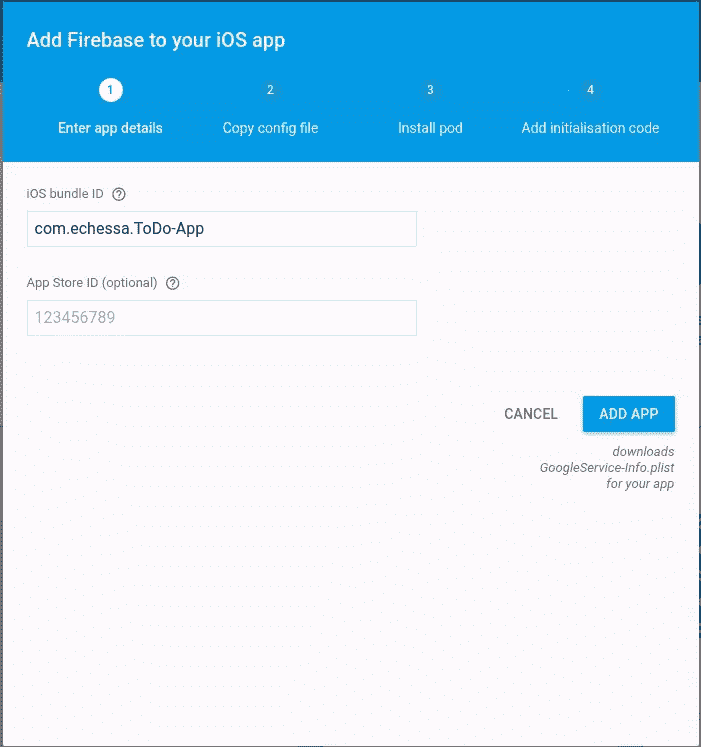 Add Firebase to your iOS app
1 2 3 4
Enter app details Copy config file Install pod Add initialisation code
iOS bundle ID ?
com.echessa.ToDo-App
App Store ID (optional) ?
123456789
CANCEL ADD APP
downloads
GoogleService-Info.plist
for your app